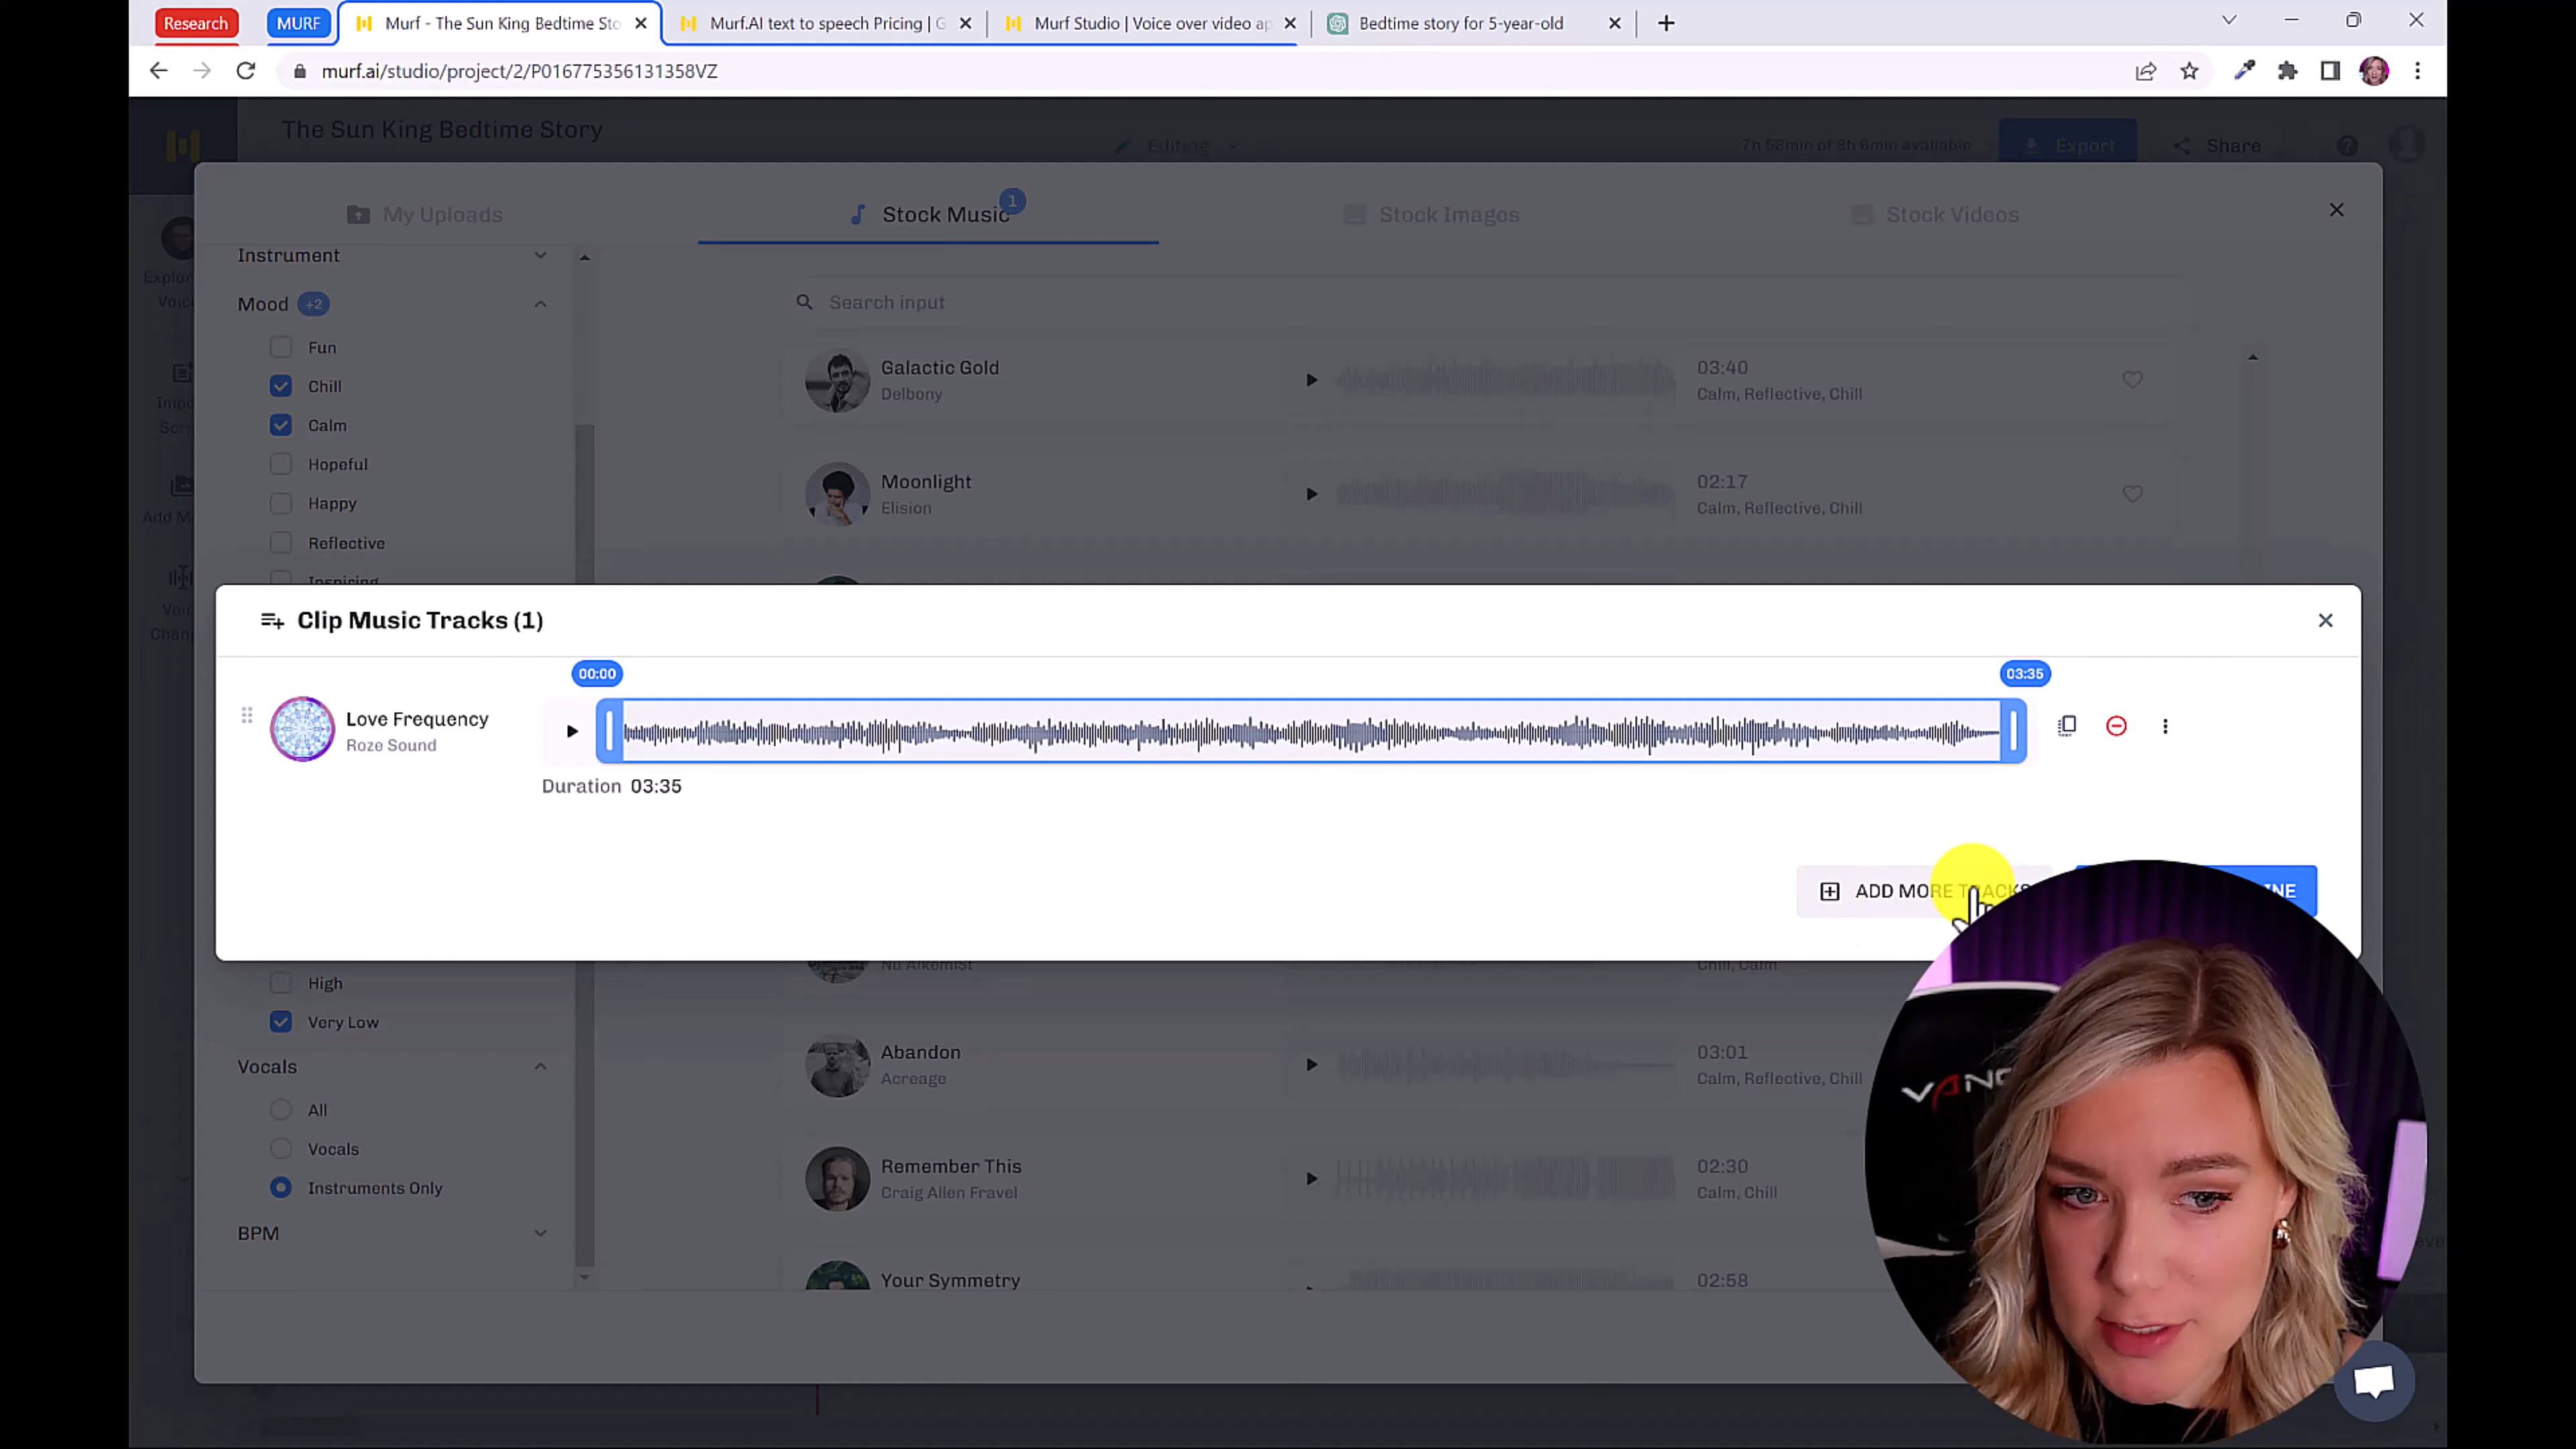 Research
MURF
Murf - The Sun King Bedtime Sto
Murf.AI text to speech Pricing | G
Murf Studio | Voice over video ap
Bedtime story for 5-year-old
murf.ai/studio/project/2/P016775356131358VZ
The Sun King Bedtime Story
Editing
7h 58min of 8h 6min available
Export
Share
My Uploads
Stock Music
1
Stock Images
Stock Videos
Instrument
Mood +2
Fun
Chill
Calm
Hopeful
Happy
Reflective
Inspiring
Search input
Galactic Gold
Delbony
03:40
Calm, Reflective, Chill
Moonlight
Elision
02:17
Calm, Reflective, Chill
Clip Music Tracks (1)
00:00
03:35
Love Frequency
Roze Sound
Duration 03:35
ADD MORE TRACKS
High
Very Low
Vocals
All
Vocals
Instruments Only
BPM
Nu Alkemi$t
Chill, Calm
Abandon
Acreage
03:01
Calm, Reflective, Chill
Remember This
Craig Allen Fravel
02:30
Calm, Chill
Your Symmetry
02:58